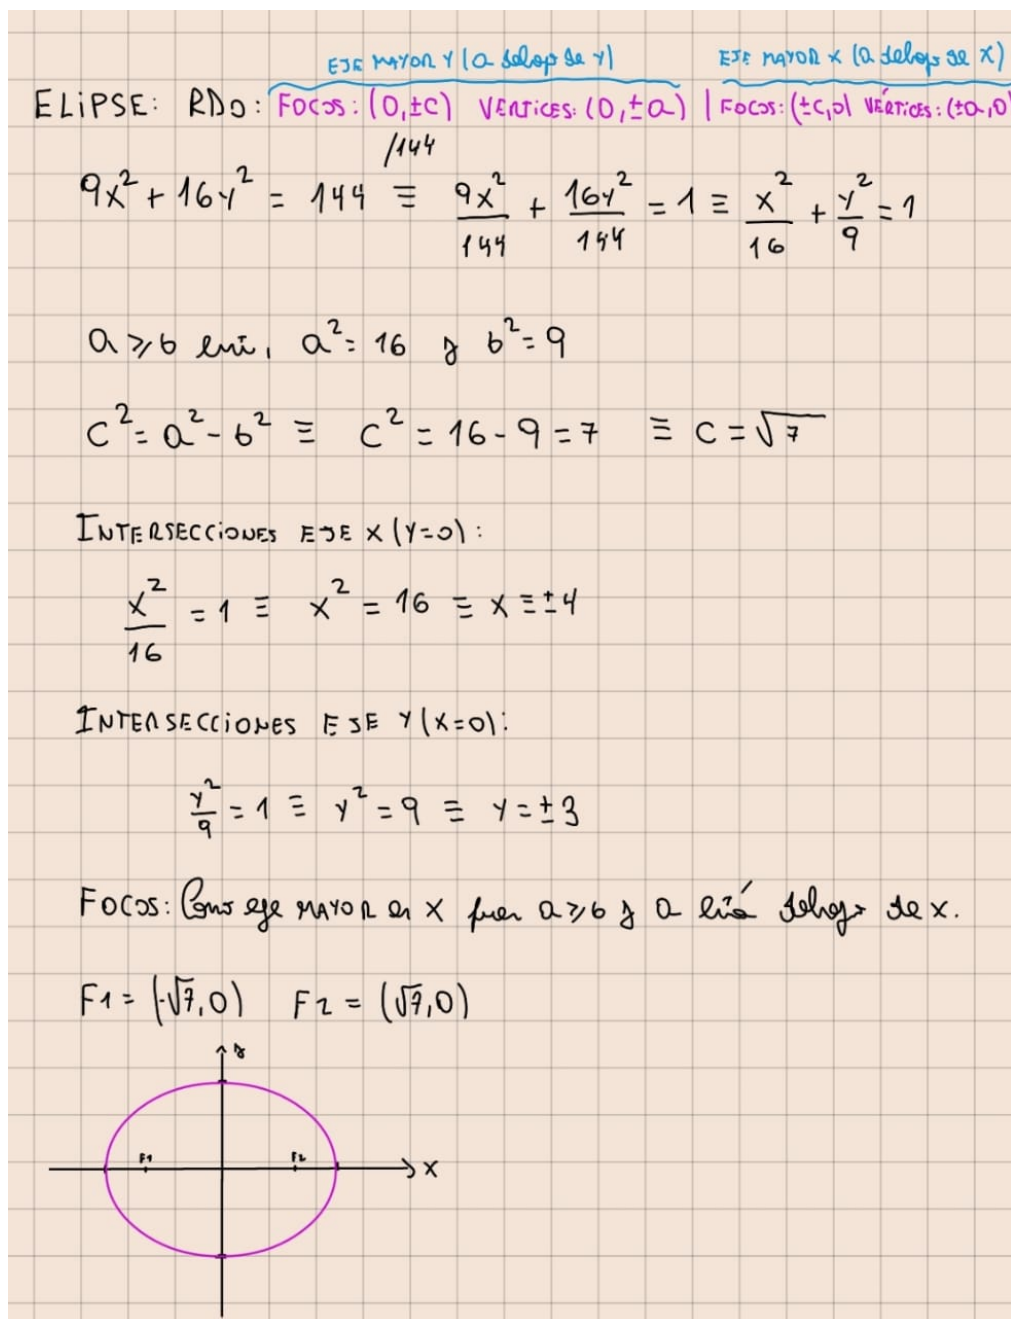 EJE MAYOR Y (a debajo de y) EJE MAYOR X (a debajo de x)
ELIPSE: RDO: FOCOS: (0,±c) VERTICES: (0,±a) | FOCOS: (±c,0) VÉRTICES: (±a,0
/144
9x² + 16y² = 144 ≡ 9x²/144 + 16y²/144 = 1 ≡ x²/16 + y²/9 = 1
a ≥ b así, a² = 16 y b² = 9
c² = a² - b² ≡ c² = 16 - 9 = 7 ≡ c = √7
INTERSECCIONES EJE X (Y=0):
x²/16 = 1 ≡ x² = 16 ≡ x = ±4
INTERSECCIONES EJE Y (X=0):
y²/9 = 1 ≡ y² = 9 ≡ y = ±3
FOCOS: Como eje MAYOR en X pues a ≥ b y a está debajo de x.
F1 = (-√7,0) F2 = (√7,0)
y
F1 F2
X